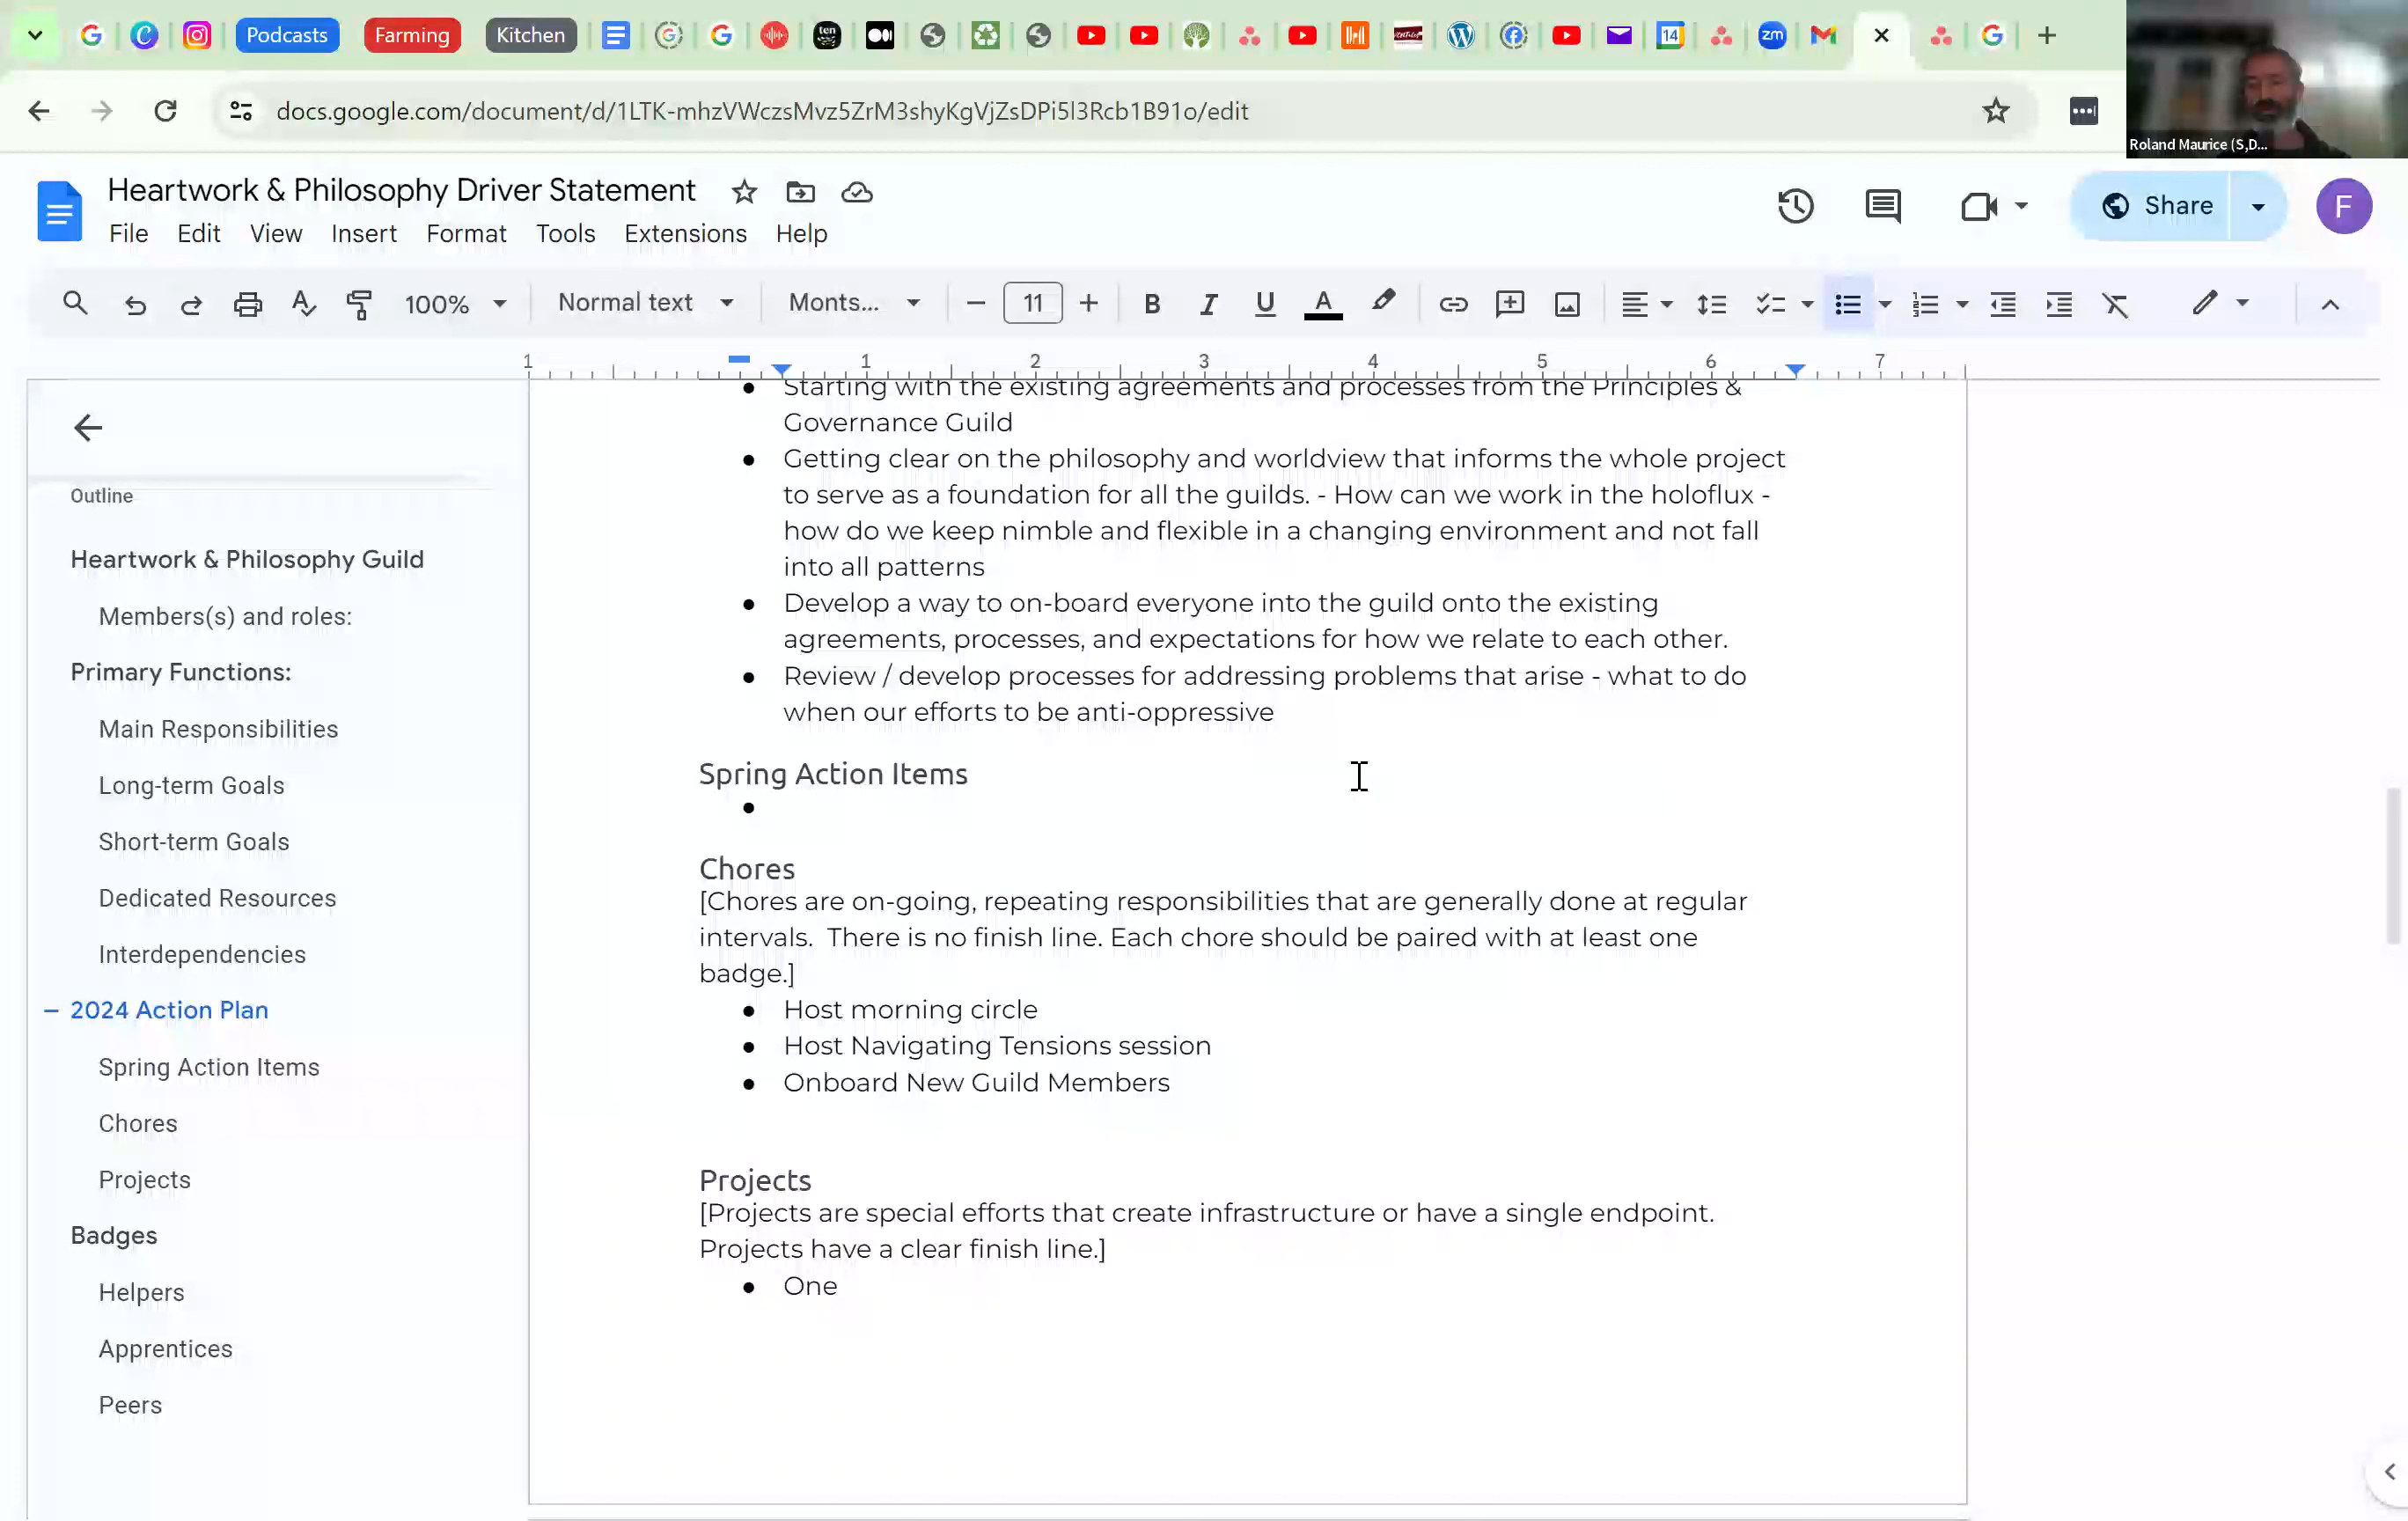 Podcasts
Farming
Kitchen
ten
14
zm
docs.google.com/document/d/1LTK-mhzVWczsMvz5ZrM3shyKgVjZsDPi5l3Rcb1B91o/edit
Roland Maurice (S,D...
Heartwork & Philosophy Driver Statement
File Edit View Insert Format Tools Extensions Help
Share
F
100% Normal text Monts... 11 B I U A
1 1 2 3 4 5 6 7
Outline
Heartwork & Philosophy Guild
Members(s) and roles:
Primary Functions:
Main Responsibilities
Long-term Goals
Short-term Goals
Dedicated Resources
Interdependencies
2024 Action Plan
Spring Action Items
Chores
Projects
Badges
Helpers
Apprentices
Peers
Starting with the existing agreements and processes from the Principles &
Governance Guild
Getting clear on the philosophy and worldview that informs the whole project
to serve as a foundation for all the guilds. - How can we work in the holoflux -
how do we keep nimble and flexible in a changing environment and not fall
into all patterns
Develop a way to on-board everyone into the guild onto the existing
agreements, processes, and expectations for how we relate to each other.
Review / develop processes for addressing problems that arise - what to do
when our efforts to be anti-oppressive
Spring Action Items
Chores
[Chores are on-going, repeating responsibilities that are generally done at regular
intervals.  There is no finish line. Each chore should be paired with at least one
badge.]
Host morning circle
Host Navigating Tensions session
Onboard New Guild Members
Projects
[Projects are special efforts that create infrastructure or have a single endpoint.
Projects have a clear finish line.]
One